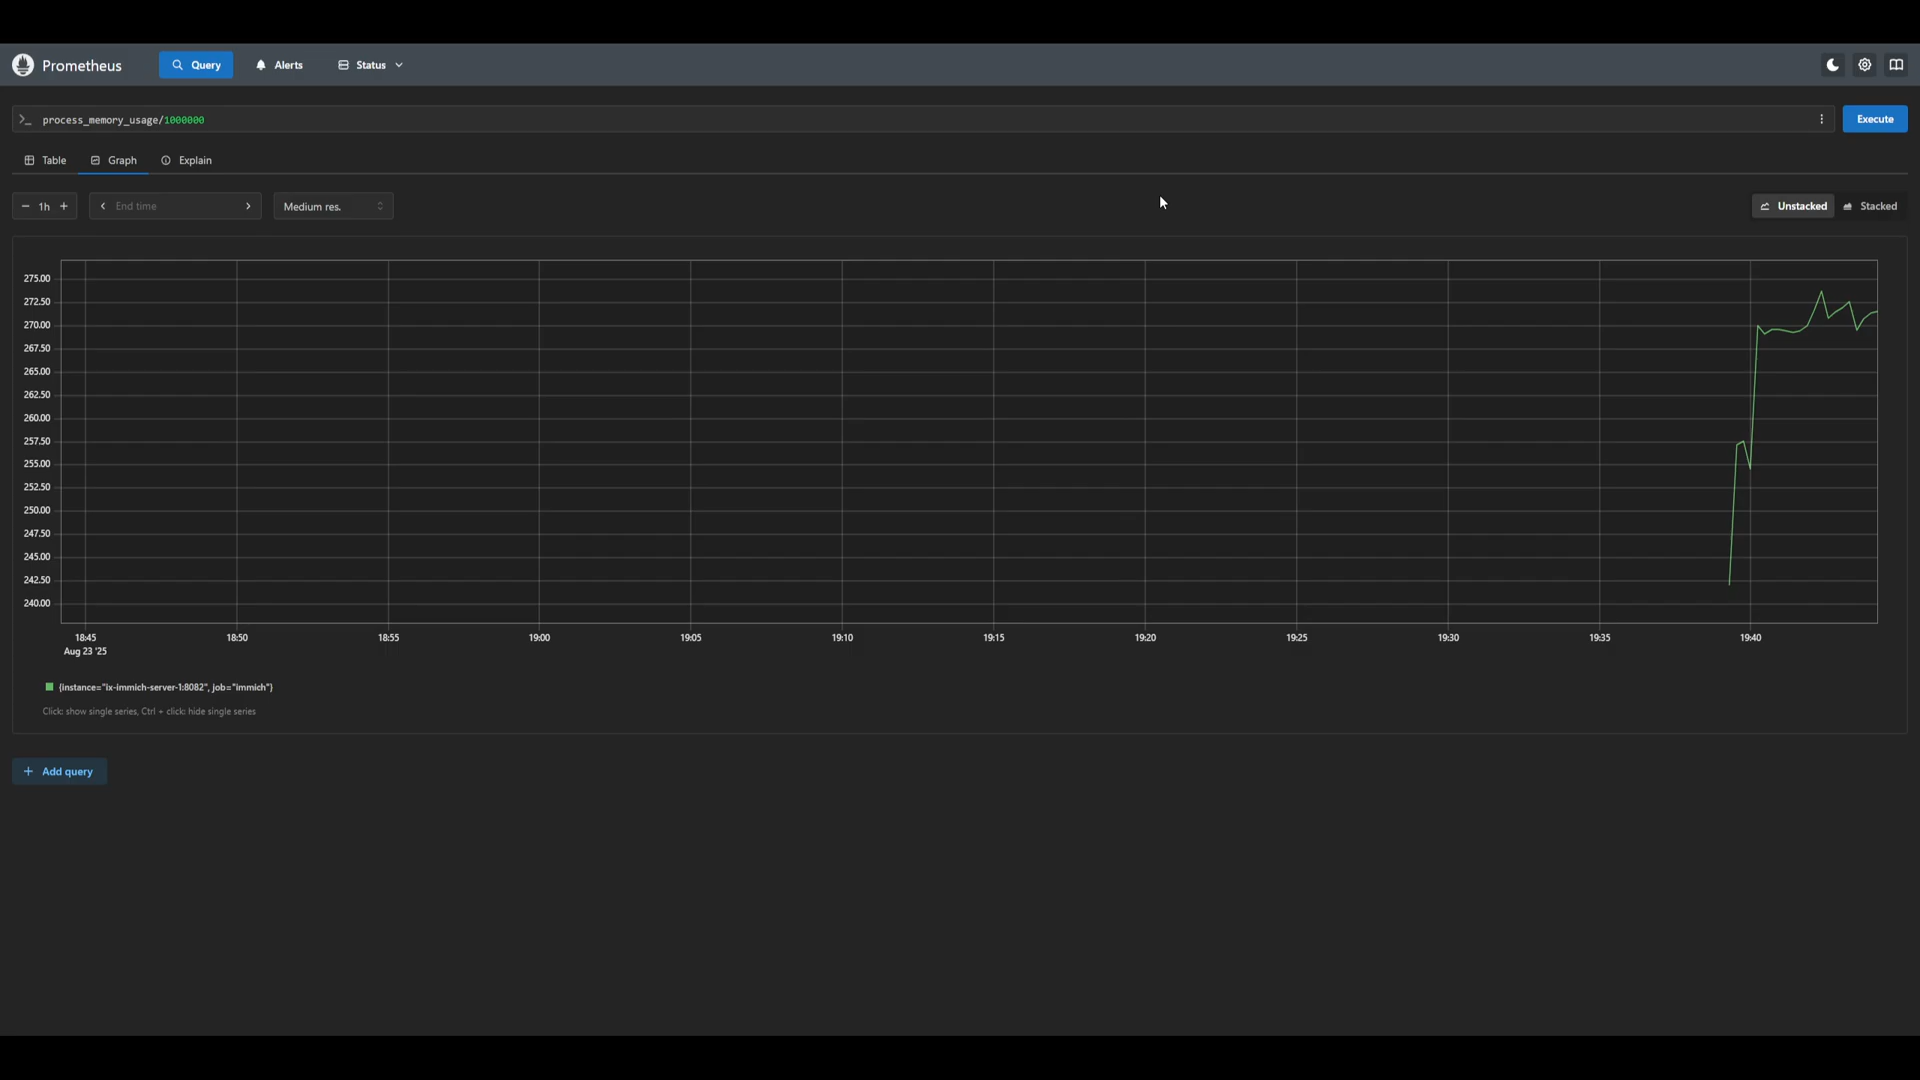 Prometheus
Query
Alerts
Status
>_ process_memory_usage/1000000
Execute
Table
Graph
Explain
1h
End time
Medium res.
Unstacked
Stacked
275.00
272.50
270.00
267.50
265.00
262.50
260.00
257.50
255.00
252.50
250.00
247.50
245.00
242.50
240.00
18:45 18:50 18:55 19:00 19:05 19:10 19:15 19:20 19:25 19:30 19:35 19:40
Aug 23 '25
{instance="ix-immich-server-1:8082", job="immich"}
Click: show single series, Ctrl + click: hide single series
+ Add query